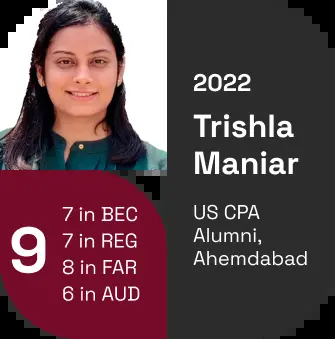 2022
Trishla
Maniar
US CPA
Alumni,
Ahemdabad
9
7 in BEC
7 in REG
8 in FAR
6 in AUD